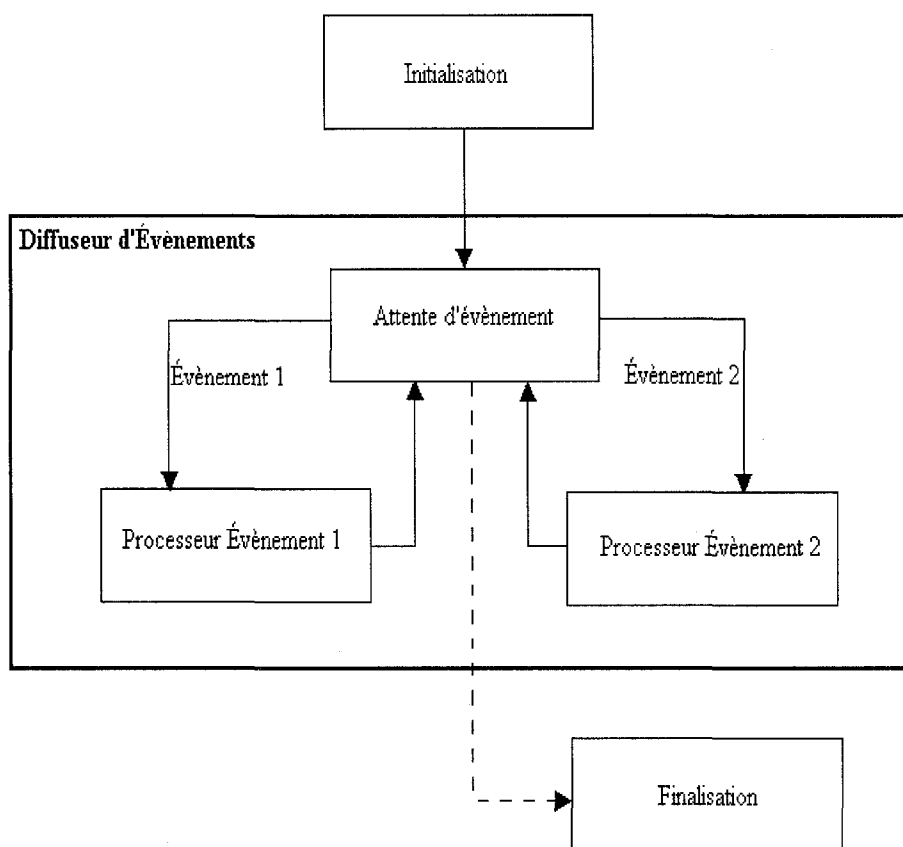 Initialisation
Diffuseur d'Évènements
Attente d'évènement
Évènement 1
Évènement 2
Processeur Évènement 1
Processeur Évènement 2
Finalisation